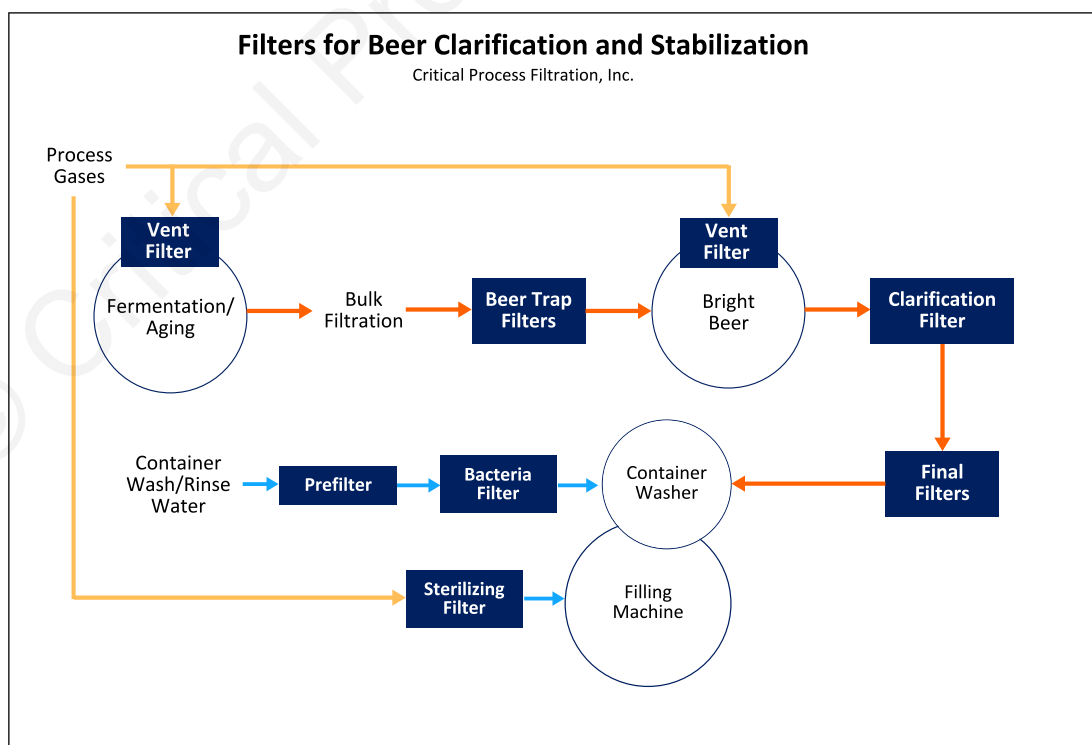 Filters for Beer Clarification and Stabilization
Critical Process Filtration, Inc.
Process
Gases
Vent
Filter
Vent
Filter
Fermentation/
Aging
Bulk
Filtration
Beer Trap
Filters
Bright
Beer
Clarification
Filter
Container
Wash/Rinse
Water
Prefilter
Bacteria
Filter
Container
Washer
Final
Filters
Sterilizing
Filter
Filling
Machine
© Critical Pro